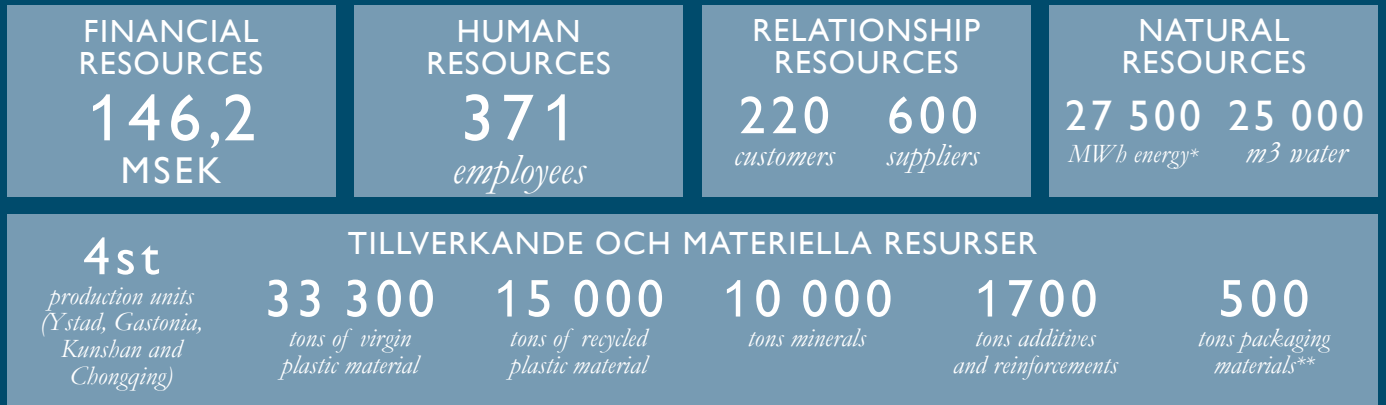 FINANCIAL
RESOURCES
146,2
MSEK
HUMAN
RESOURCES
371
employees
RELATIONSHIP
RESOURCES
220
customers
600
suppliers
NATURAL
RESOURCES
27 500
MWh energy*
25 000
m3 water
TILLVERKANDE OCH MATERIELLA RESURSER
4st
production units
(Ystad, Gastonia,
Kunshan and
Chongqing)
33 300
tons of virgin
plastic material
15 000
tons of recycled
plastic material
10 000
tons minerals
1700
tons additives
and reinforcements
500
tons packaging
materials**